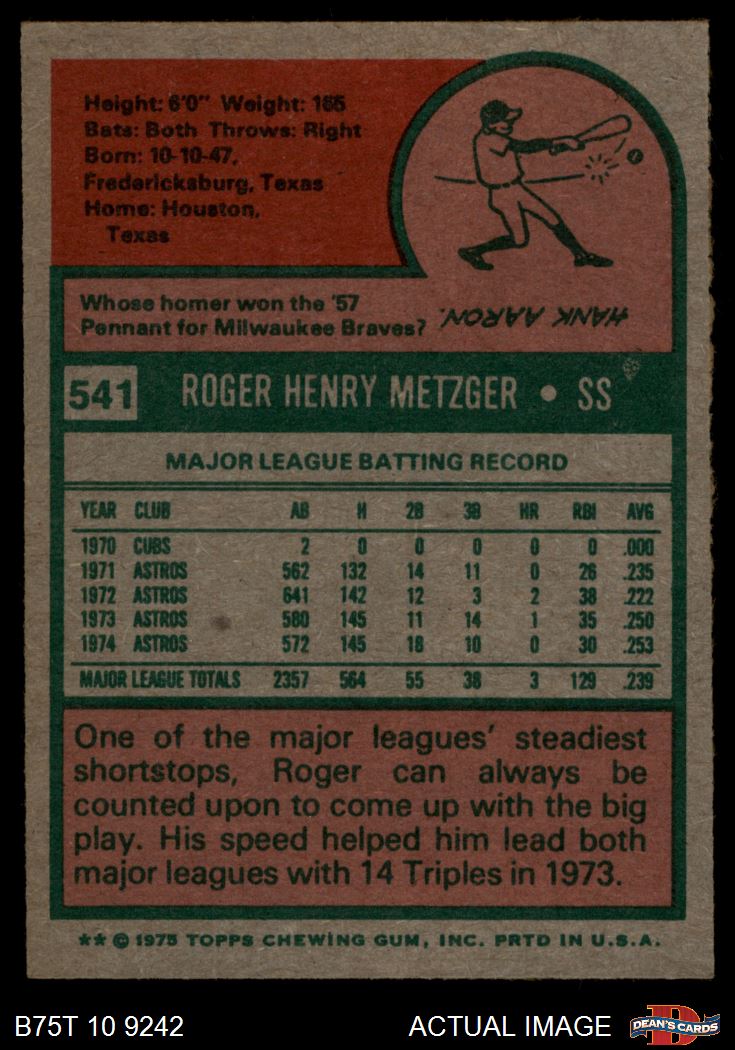 Height: 6'0" Weight: 165
Bats: Both Throws: Right
Born: 10-10-47,
Fredericksburg, Texas
Home: Houston,
Texas
Whose homer won the '57
Pennant for Milwaukee Braves?
HANK AARON.
541 ROGER HENRY METZGER • SS
MAJOR LEAGUE BATTING RECORD
YEAR CLUB AB H 2B 3B HR RBI AVG
1970 CUBS 2 0 0 0 0 0 .000
1971 ASTROS 562 132 14 11 0 26 .235
1972 ASTROS 641 142 12 3 2 38 .222
1973 ASTROS 580 145 11 14 1 35 .250
1974 ASTROS 572 145 18 10 0 30 .253
MAJOR LEAGUE TOTALS 2357 564 55 38 3 129 .239
One of the major leagues' steadiest
shortstops, Roger can always be
counted upon to come up with the big
play. His speed helped him lead both
major leagues with 14 Triples in 1973.
** © 1975 TOPPS CHEWING GUM, INC. PRTD IN U.S.A.
B75T 10 9242 ACTUAL IMAGE D DEAN'S CARDS